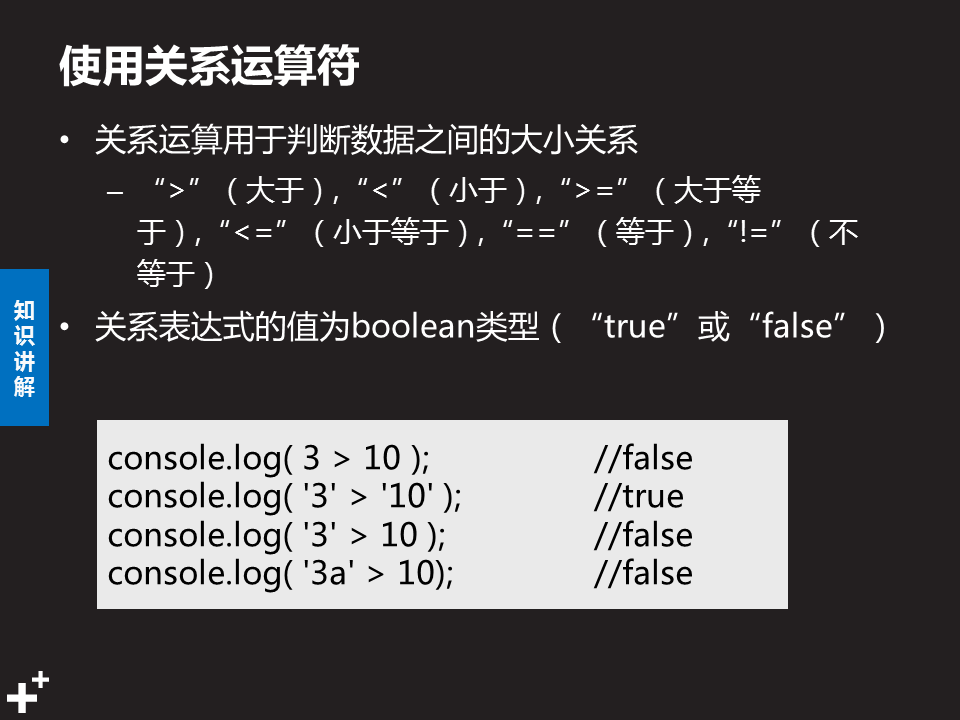 使用关系运算符
• 关系运算用于判断数据之间的大小关系
– “>”（大于），“<”（小于），“>=”（大于等
于），“<=”（小于等于），“==”（等于），“!=”（不
等于）
知识讲解
• 关系表达式的值为boolean类型（“true”或“false”）
console.log( 3 > 10 ); //false
console.log( '3' > '10' ); //true
console.log( '3' > 10 ); //false
console.log( '3a' > 10); //false